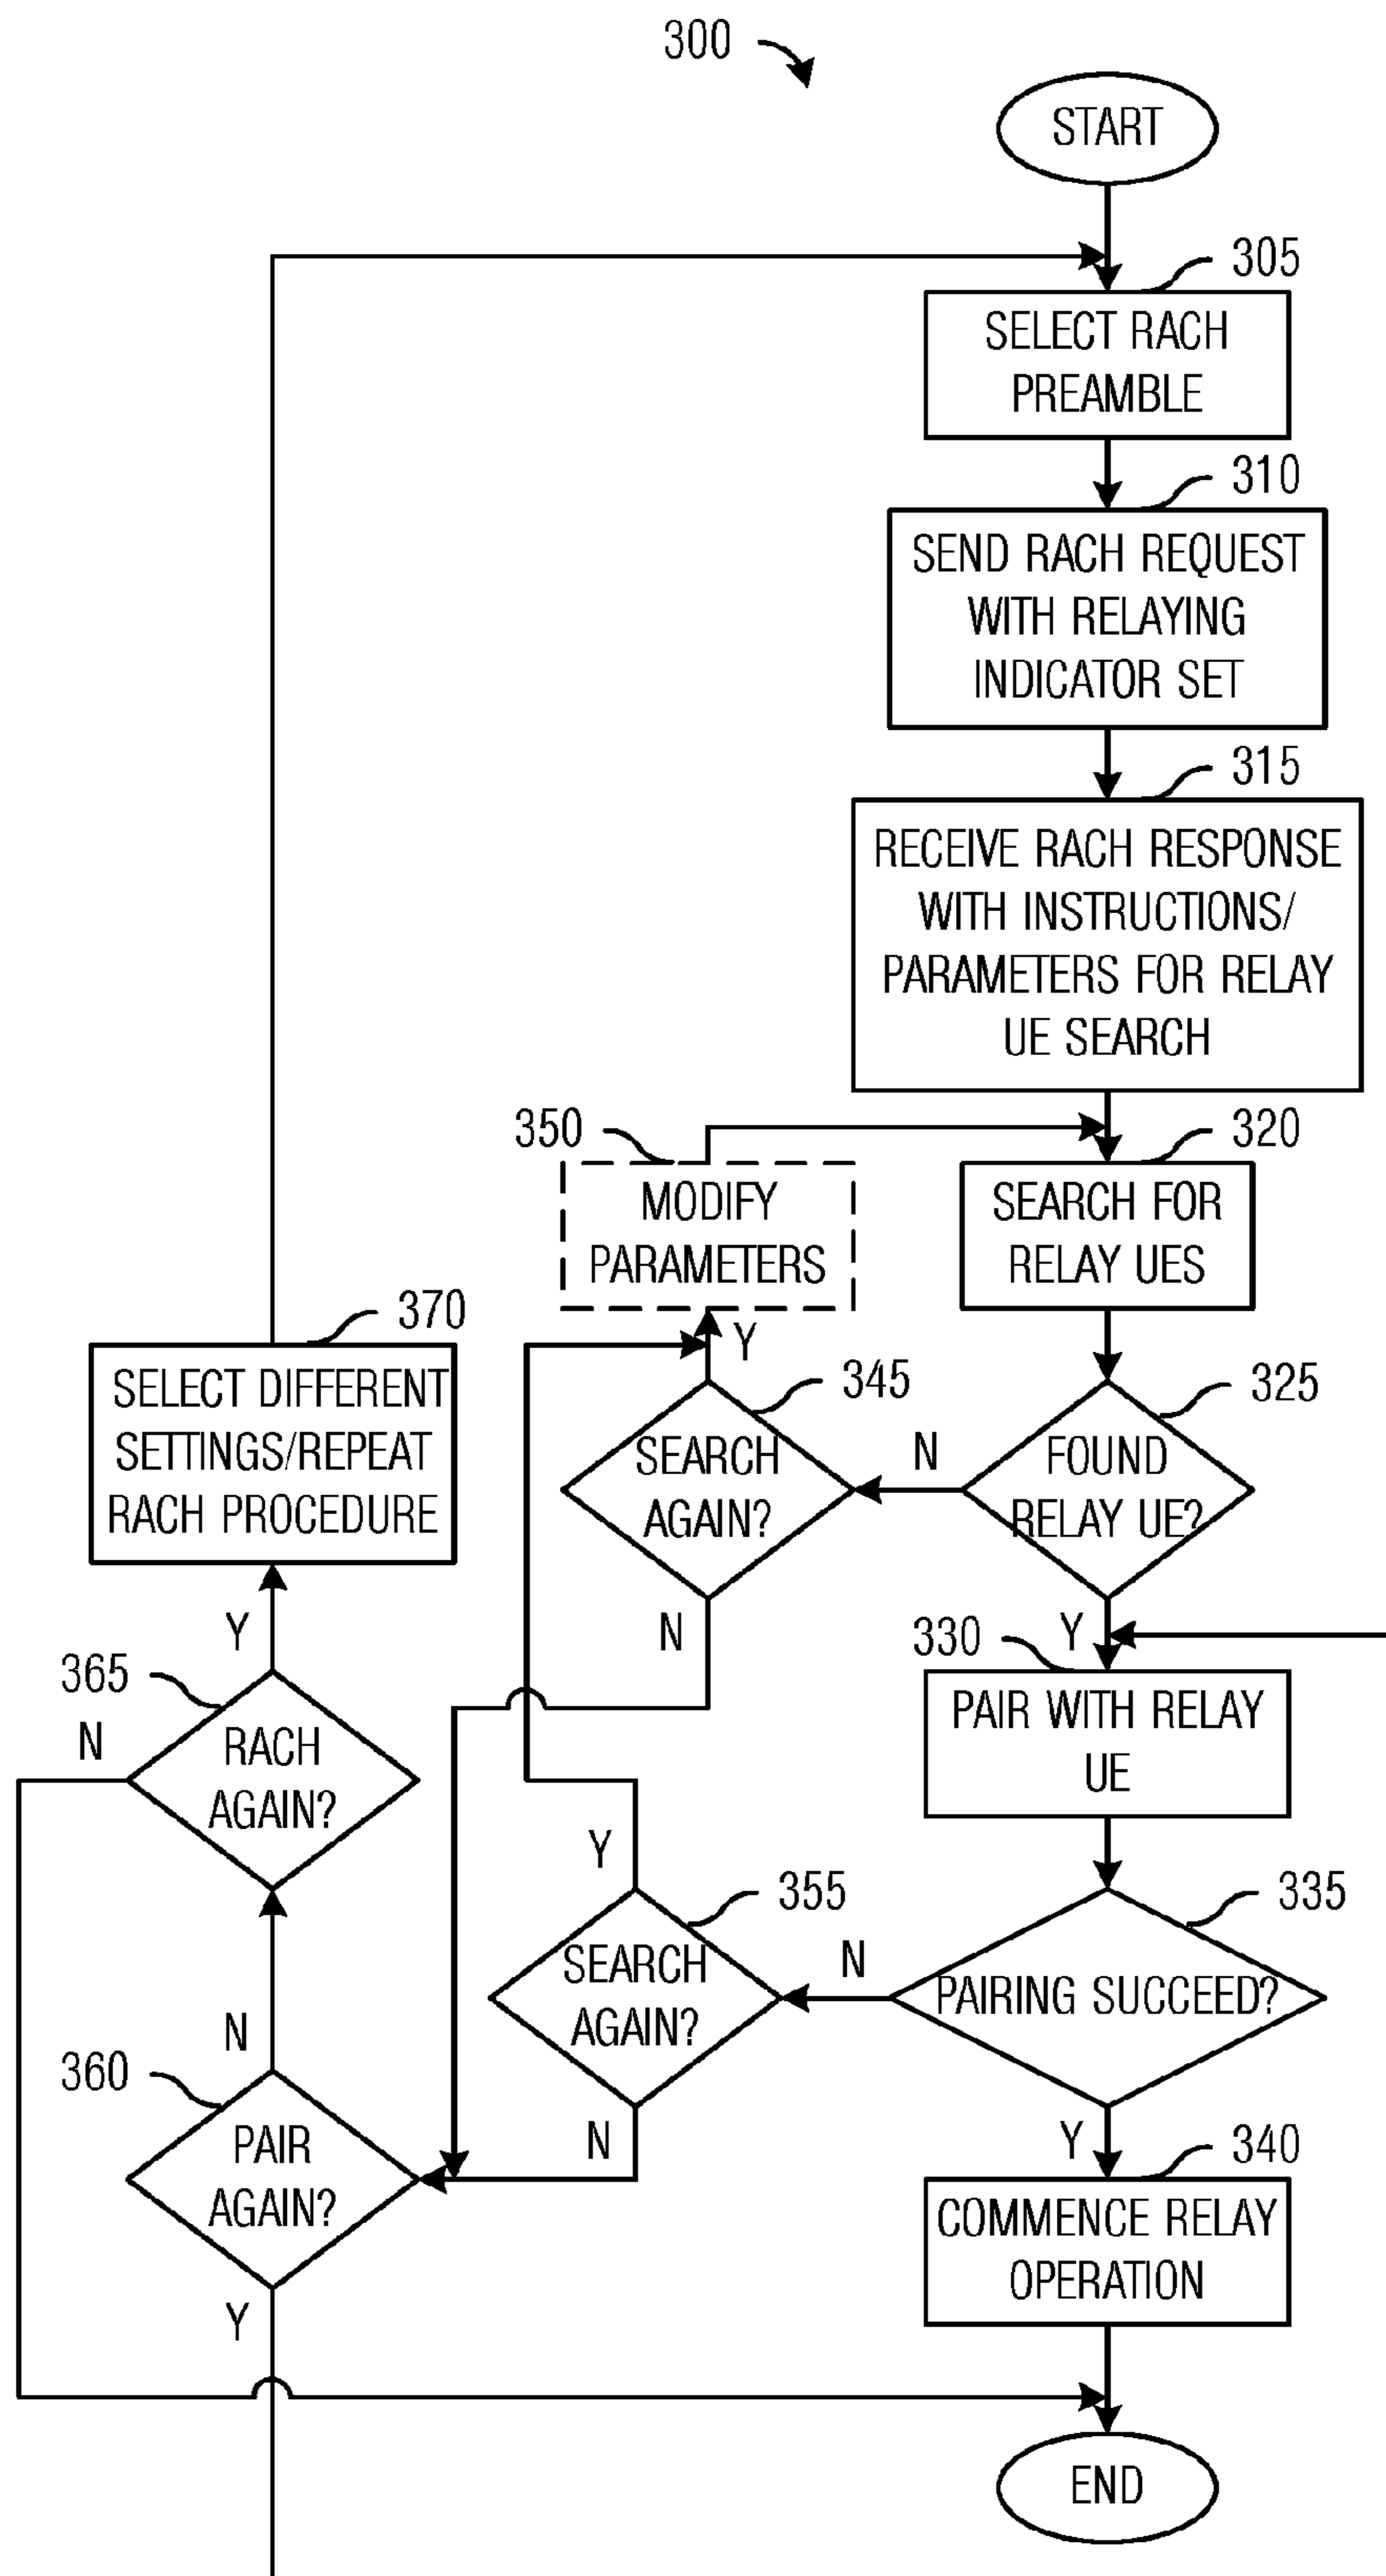 300
START
305
SELECT RACH
PREAMBLE
310
SEND RACH REQUEST
WITH RELAYING
INDICATOR SET
315
RECEIVE RACH RESPONSE
WITH INSTRUCTIONS/
PARAMETERS FOR RELAY
UE SEARCH
350
MODIFY
PARAMETERS
320
SEARCH FOR
RELAY UES
370
SELECT DIFFERENT
SETTINGS/REPEAT
RACH PROCEDURE
Y
345
SEARCH
AGAIN?
N
325
FOUND
RELAY UE?
Y
N
Y
330
PAIR WITH RELAY
UE
365
RACH
AGAIN?
N
Y
355
SEARCH
AGAIN?
N
335
PAIRING SUCCEED?
N
360
PAIR
AGAIN?
N
Y
340
COMMENCE RELAY
OPERATION
Y
END